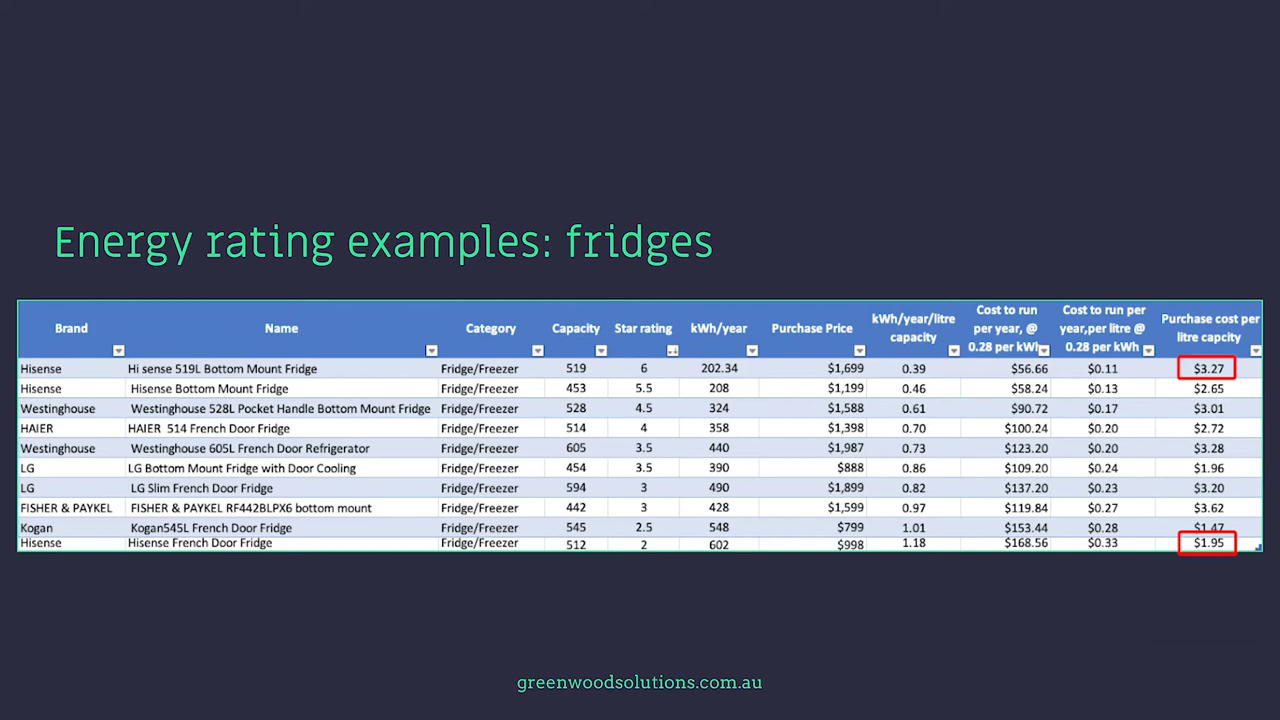 Energy rating examples: fridges
Brand Name Category Capacity Star rating kWh/year Purchase Price kWh/year/litre capacity Cost to run per year, @ 0.28 per kWh Cost to run per year,per litre @ 0.28 per kWh Purchase cost per litre capcity
Hisense Hi sense 519L Bottom Mount Fridge Fridge/Freezer 519 6 202.34 $1,699 0.39 $56.66 $0.11 $3.27
Hisense Hisense Bottom Mount Fridge Fridge/Freezer 453 5.5 208 $1,199 0.46 $58.24 $0.13 $2.65
Westinghouse Westinghouse 528L Pocket Handle Bottom Mount Fridge Fridge/Freezer 528 4.5 324 $1,588 0.61 $90.72 $0.17 $3.01
HAIER HAIER 514 French Door Fridge Fridge/Freezer 514 4 358 $1,398 0.70 $100.24 $0.20 $2.72
Westinghouse Westinghouse 605L French Door Refrigerator Fridge/Freezer 605 3.5 440 $1,987 0.73 $123.20 $0.20 $3.28
LG LG Bottom Mount Fridge with Door Cooling Fridge/Freezer 454 3.5 390 $888 0.86 $109.20 $0.24 $1.96
LG LG Slim French Door Fridge Fridge/Freezer 594 3 490 $1,899 0.82 $137.20 $0.23 $3.20
FISHER & PAYKEL FISHER & PAYKEL RF442BLPX6 bottom mount Fridge/Freezer 442 3 428 $1,599 0.97 $119.84 $0.27 $3.62
Kogan Kogan545L French Door Fridge Fridge/Freezer 545 2.5 548 $799 1.01 $153.44 $0.28 $1.47
Hisense Hisense French Door Fridge Fridge/Freezer 512 2 602 $998 1.18 $168.56 $0.33 $1.95
greenwoodsolutions.com.au